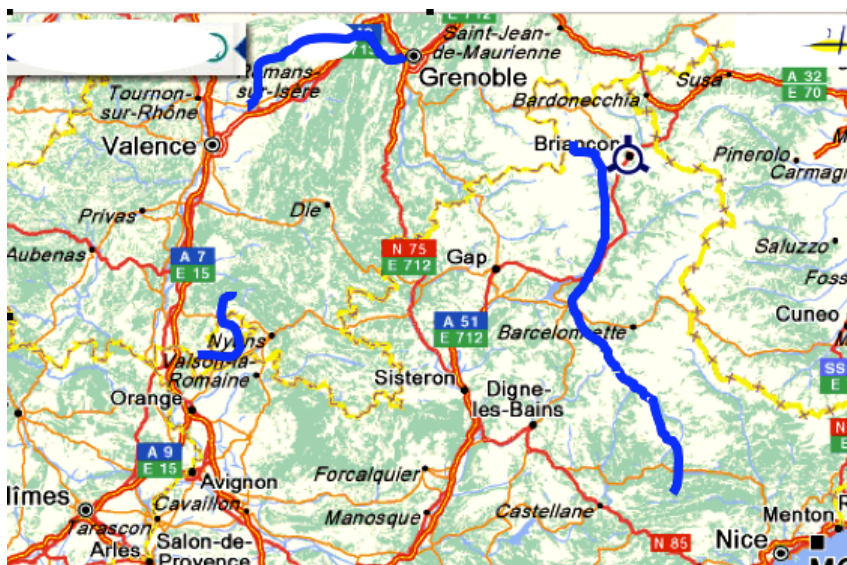 E 712
Saint-Jean-
de-Maurienne
Romans-
sur-Isère
Grenoble
Susa
A 32
E 70
Tournon-
sur-Rhône
Bardonecchia
Valence
Briançon
Pinerolo
Carmagn
Privas
Die
Aubenas
A 7
E 15
N 75
E 712
Gap
Saluzzo
Foss
A 51
E 712
Barcelonnette
Cuneo
Nyons
Vaison-la-
Romaine
Sisteron
Digne-
les-Bains
SS
E
Orange
A 9
E 15
Avignon
Forcalquier
N
E
Nîmes
Cavaillon
Manosque
Castellane
Menton
Tarascon
Arles
Salon-de-
Provence
N 85
Nice